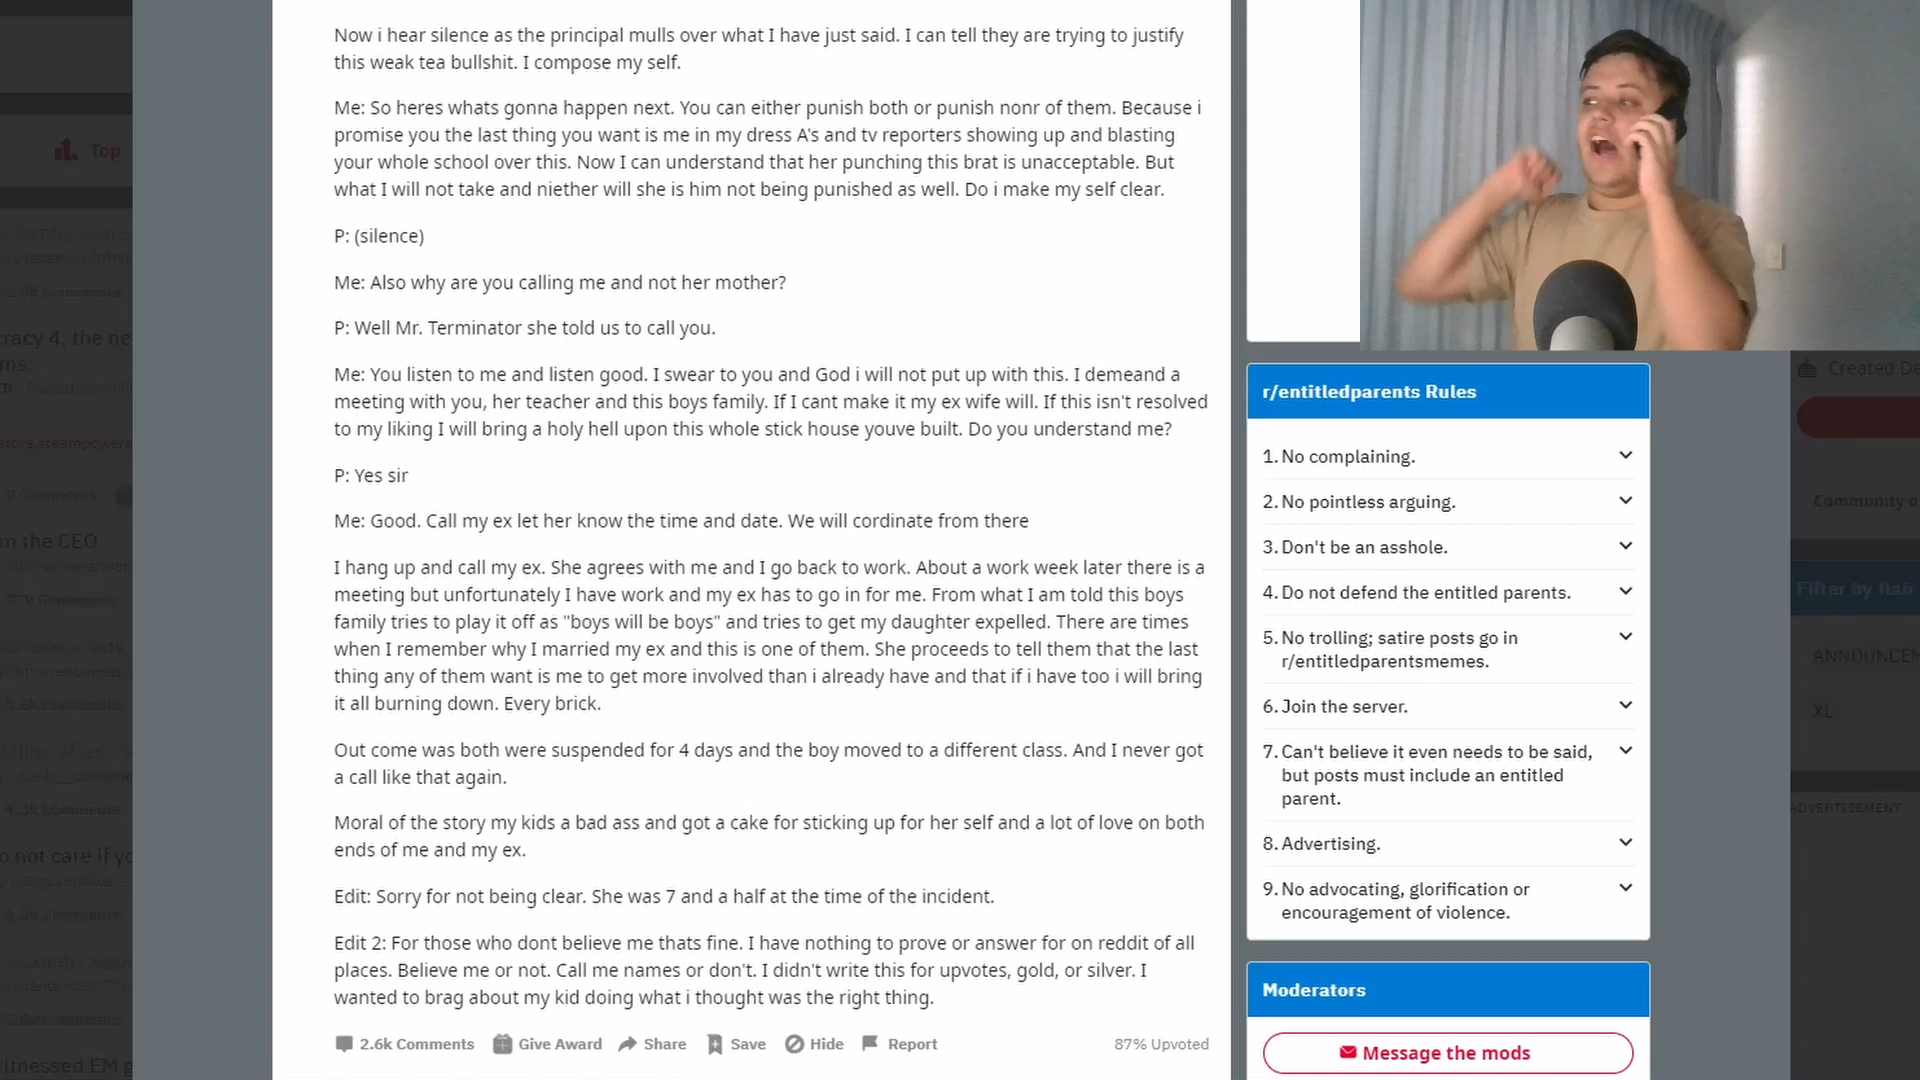 Now i hear silence as the principal mulls over what I have just said. I can tell they are trying to justify
this weak tea bullshit. I compose my self.
Me: So heres whats gonna happen next. You can either punish both or punish nonr of them. Because i
promise you the last thing you want is me in my dress A's and tv reporters showing up and blasting
your whole school over this. Now I can understand that her punching this brat is unacceptable. But
what I will not take and niether will she is him not being punished as well. Do i make my self clear.
P: (silence)
Me: Also why are you calling me and not her mother?
P: Well Mr. Terminator she told us to call you.
Me: You listen to me and listen good. I swear to you and God i will not put up with this. I demeand a
meeting with you, her teacher and this boys family. If I cant make it my ex wife will. If this isn't resolved
to my liking I will bring a holy hell upon this whole stick house youve built. Do you understand me?
P: Yes sir
Me: Good. Call my ex let her know the time and date. We will cordinate from there
I hang up and call my ex. She agrees with me and I go back to work. About a work week later there is a
meeting but unfortunately I have work and my ex has to go in for me. From what I am told this boys
family tries to play it off as "boys will be boys" and tries to get my daughter expelled. There are times
when I remember why I married my ex and this is one of them. She proceeds to tell them that the last
thing any of them want is me to get more involved than i already have and that if i have too i will bring
it all burning down. Every brick.
Out come was both were suspended for 4 days and the boy moved to a different class. And I never got
a call like that again.
Moral of the story my kids a bad ass and got a cake for sticking up for her self and a lot of love on both
ends of me and my ex.
Edit: Sorry for not being clear. She was 7 and a half at the time of the incident.
Edit 2: For those who dont believe me thats fine. I have nothing to prove or answer for on reddit of all
places. Believe me or not. Call me names or don't. I didn't write this for upvotes, gold, or silver. I
wanted to brag about my kid doing what i thought was the right thing.
2.6k Comments Give Award Share Save Hide Report 87% Upvoted
r/entitledparents Rules
1. No complaining.
2. No pointless arguing.
3. Don't be an asshole.
4. Do not defend the entitled parents.
5. No trolling; satire posts go in
r/entitledparentsmemes.
6. Join the server.
7. Can't believe it even needs to be said,
but posts must include an entitled
parent.
8. Advertising.
9. No advocating, glorification or
encouragement of violence.
Moderators
Message the mods
Top
racy 4, the ne
m the CEO
o not care if yo
itnessed EM g
Created De
Community o
Filter by flair
ANNOUNCEN
XL
ADVERTISEMENT